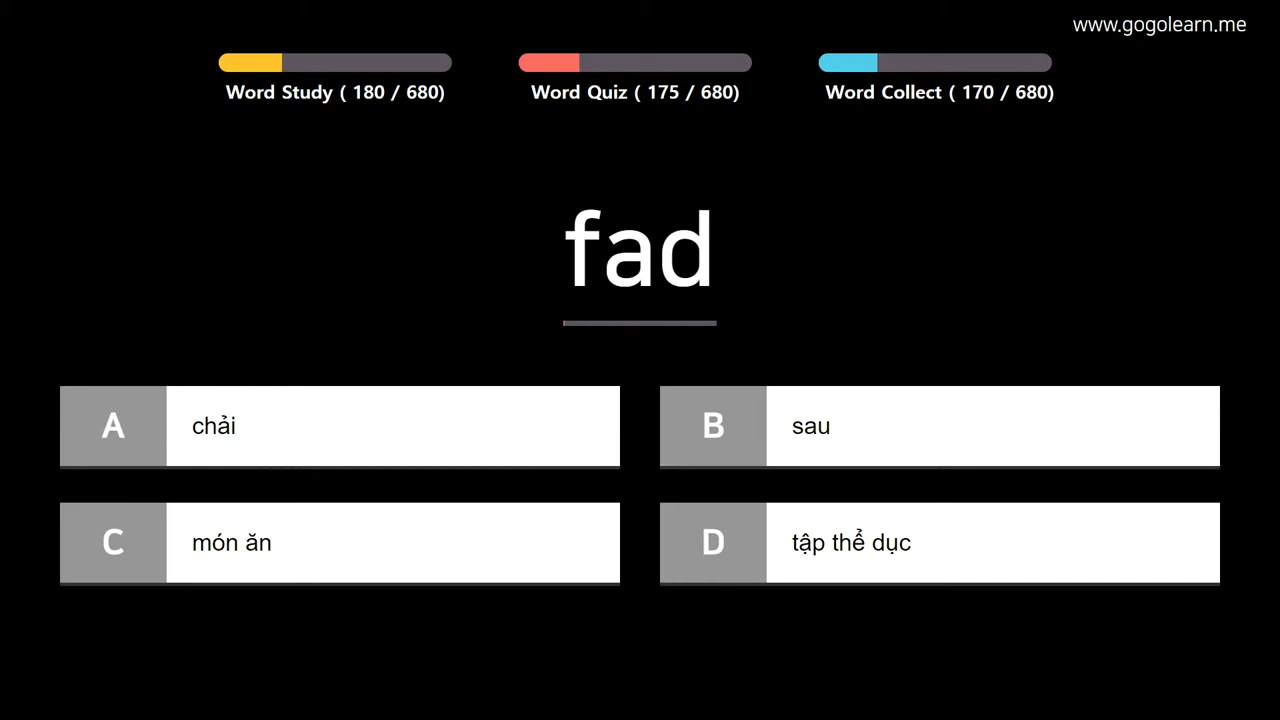 www.gogolearn.me
Word Study ( 180 / 680)
Word Quiz ( 175 / 680)
Word Collect ( 170 / 680)
fad
A chải
B sau
C món ăn
D tập thể dục